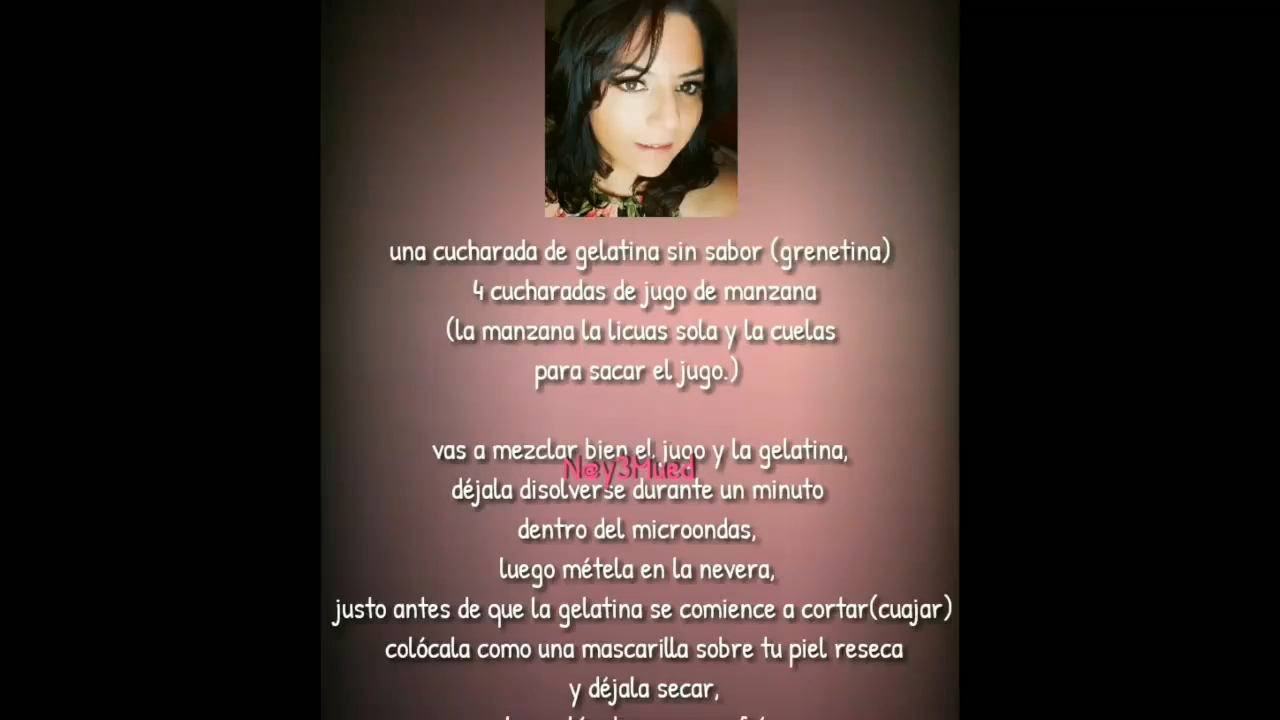 una cucharada de gelatina sin sabor (grenetina)
4 cucharadas de jugo de manzana
(la manzana la licuas sola y la cuelas
para sacar el jugo.)
vas a mezclar bien el jugo y la gelatina,
N@y3Mu@d
déjala disolverse durante un minuto
dentro del microondas,
luego métela en la nevera,
justo antes de que la gelatina se comience a cortar(cuajar)
colócala como una mascarilla sobre tu piel reseca
y déjala secar,